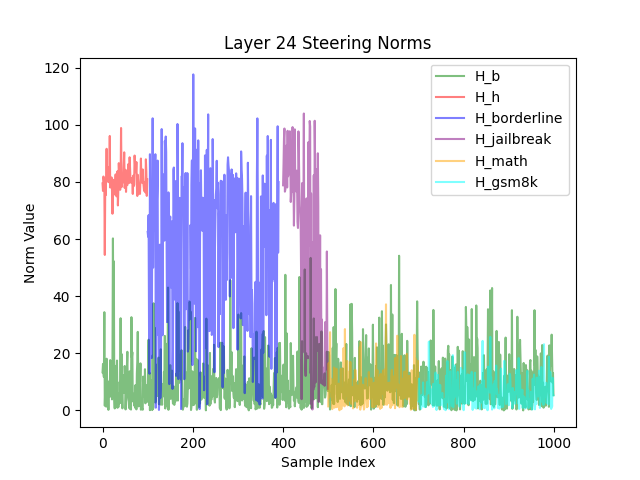 Layer 24 Steering Norms
120
100
80
60
40
20
0
Norm Value
0
200
400
600
800
1000
Sample Index
H_b
H_h
H_borderline
H_jailbreak
H_math
H_gsm8k